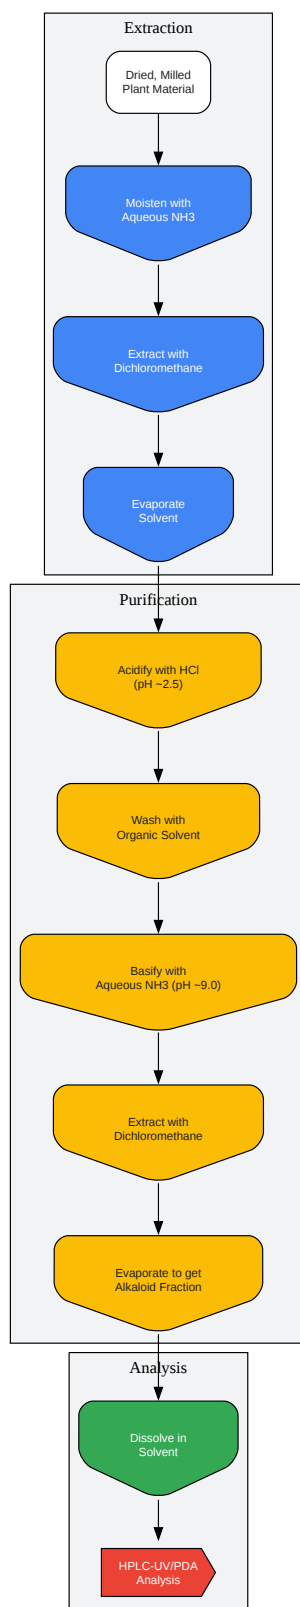 Extraction
Dried, Milled
Plant Material
Moisten with
Aqueous NH3
Extract with
Dichloromethane
Evaporate
Solvent
Purification
Acidify with HCl
(pH ~2.5)
Wash with
Organic Solvent
Basify with
Aqueous NH3 (pH ~9.0)
Extract with
Dichloromethane
Evaporate to get
Alkaloid Fraction
Analysis
Dissolve in
Solvent
HPLC-UV/PDA
Analysis